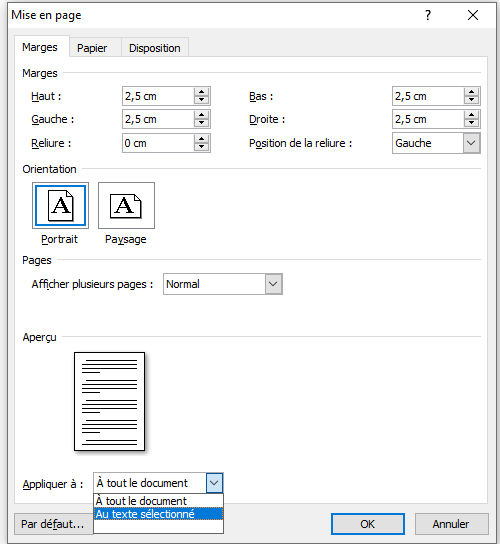 Mise en page ?
Marges Papier Disposition
Marges
Haut : 2,5 cm Bas : 2,5 cm
Gauche : 2,5 cm Droite : 2,5 cm
Reliure : 0 cm Position de la reliure : Gauche
Orientation
A A
Portrait Paysage
Pages
Afficher plusieurs pages : Normal
Aperçu
Appliquer à : À tout le document
À tout le document
Au texte sélectionné
Par défaut... OK Annuler